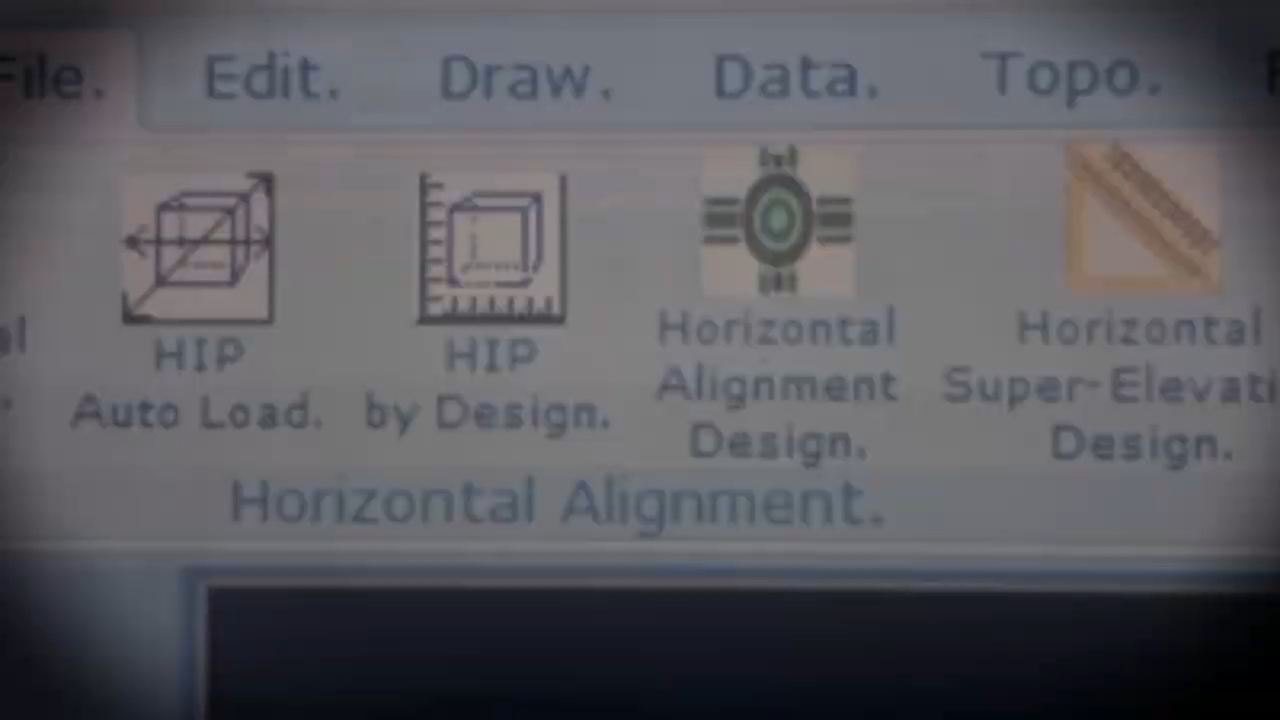 File. Edit. Draw. Data. Topo.
HIP
Auto Load.
HIP
by Design.
Horizontal
Alignment
Design.
Horizontal
Super-Elevati
Design.
Horizontal Alignment.